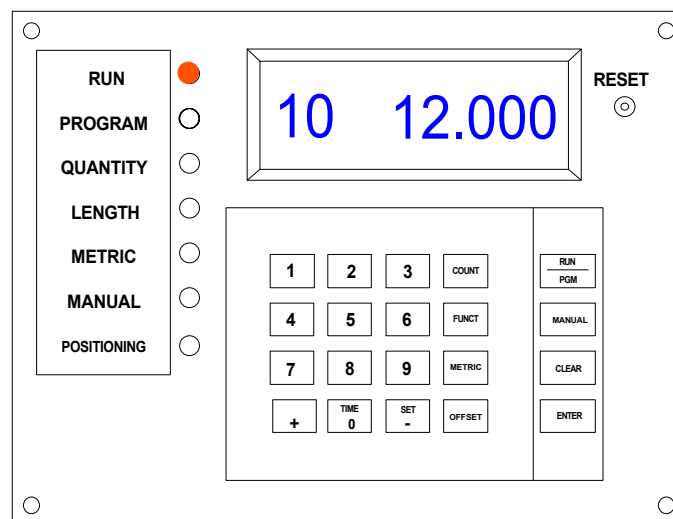 RUN
PROGRAM
QUANTITY
LENGTH
METRIC
MANUAL
POSITIONING
10 12.000
RESET
1 2 3 COUNT
4 5 6 FUNCT
7 8 9 METRIC
+ TIME 0 SET - OFFSET
RUN
PGM
MANUAL
CLEAR
ENTER